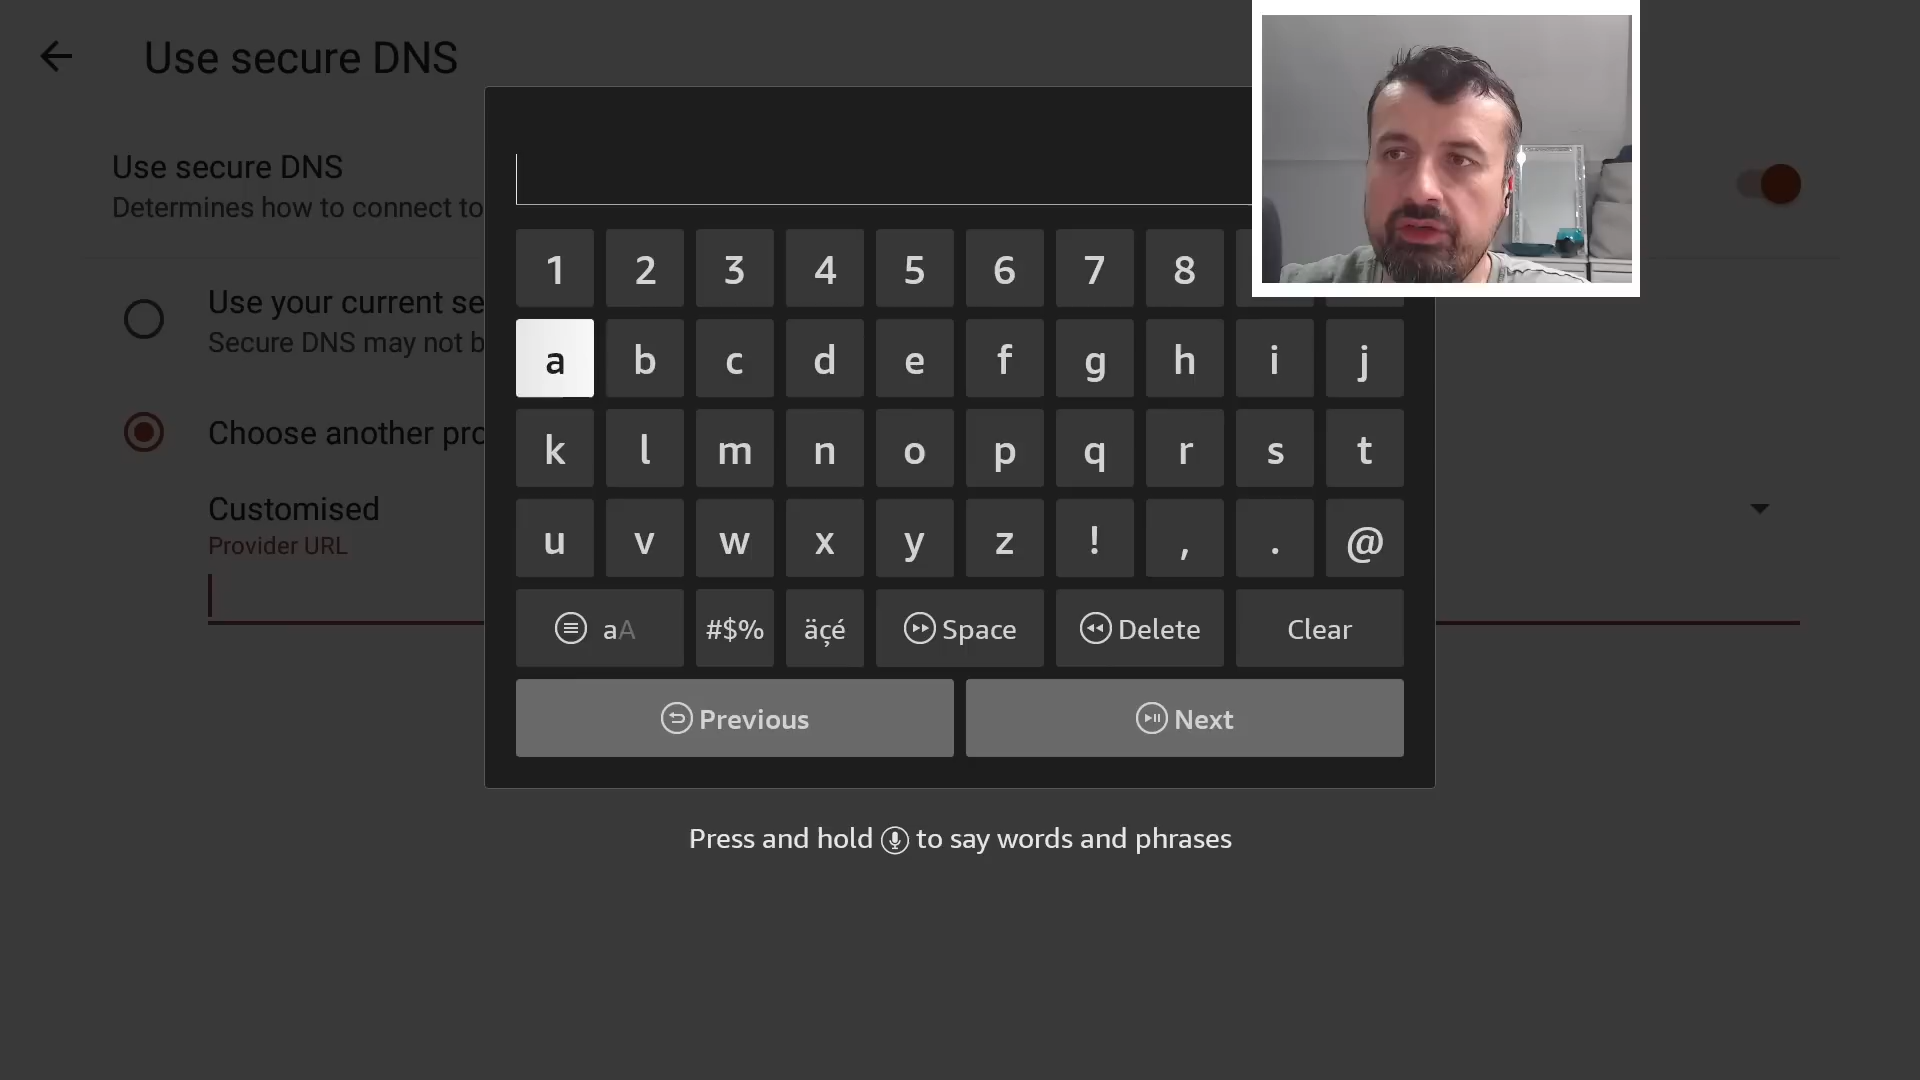 Use secure DNS
Use secure DNS
Determines how to connect to
Use your current se
Secure DNS may not b
Choose another pro
Customised
Provider URL
1 2 3 4 5 6 7 8
a b c d e f g h i j
k l m n o p q r s t
u v w x y z ! , . @
aA #$% äçé Space Delete Clear
Previous Next
Press and hold to say words and phrases